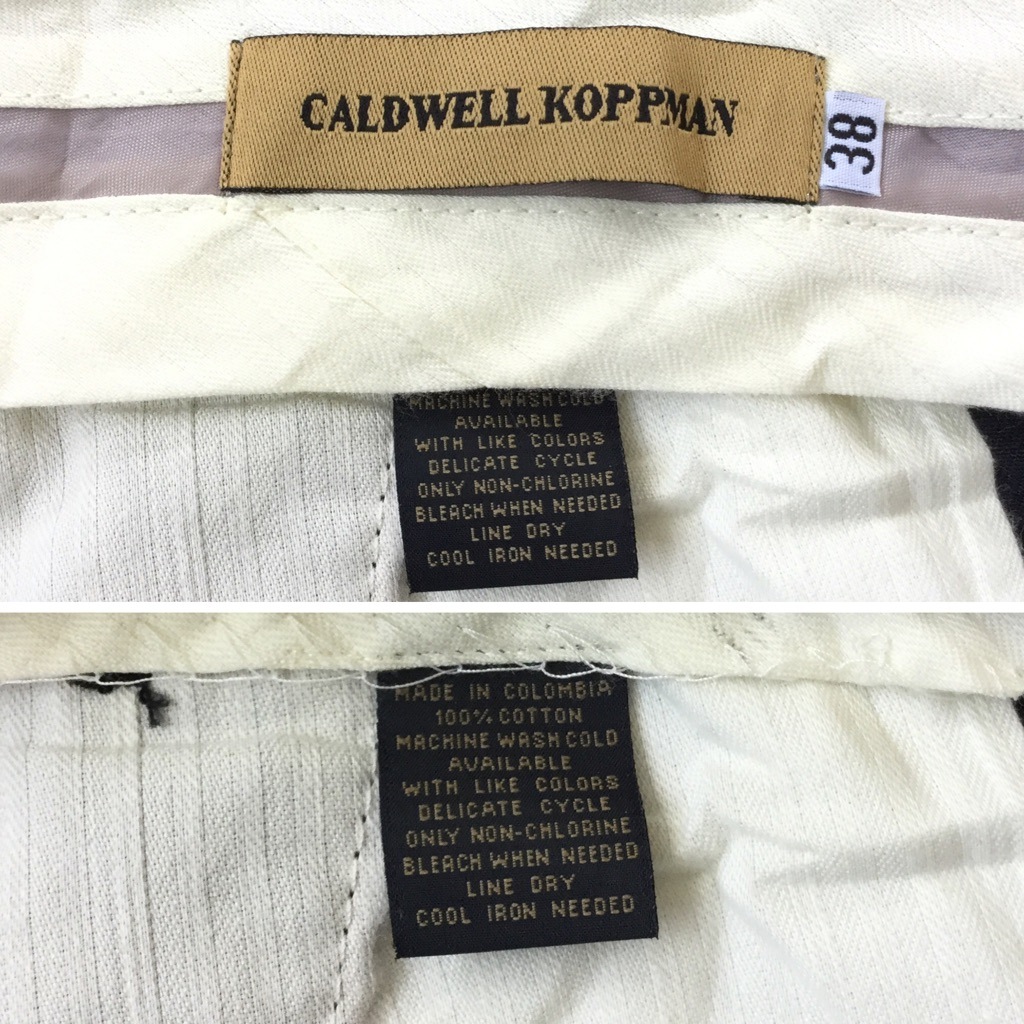 CALDWELL KOPPMAN
38
MACHINE WASH COLD
AVAILABLE
WITH LIKE COLORS
DELICATE CYCLE
ONLY NON-CHLORINE
BLEACH WHEN NEEDED
LINE DRY
COOL IRON NEEDED
MADE IN COLOMBIA
100% COTTON
MACHINE WASH COLD
AVAILABLE
WITH LIKE COLORS
DELICATE CYCLE
ONLY NON-CHLORINE
BLEACH WHEN NEEDED
LINE DRY
COOL IRON NEEDED